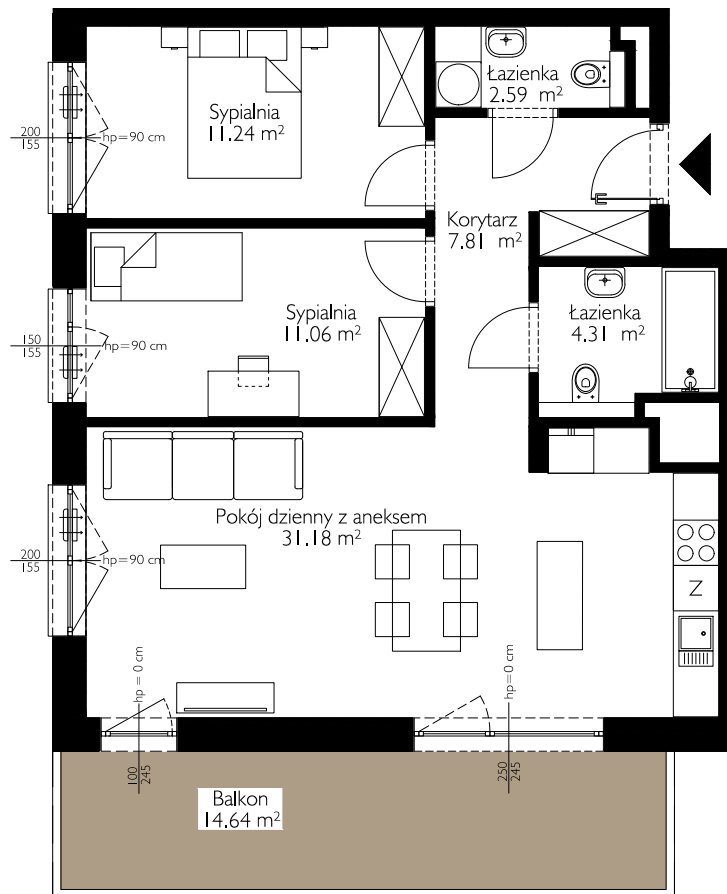 Łazienka
2.59 m²
Sypialnia
11.24 m²
200
155
hp=90 cm
Korytarz
7.81 m²
Sypialnia
11.06 m²
Łazienka
4.31 m²
150
155
hp=90 cm
Pokój dzienny z aneksem
31.18 m²
200
155
hp=90 cm
Z
hp = 0 cm
hp=0 cm
100
245
250
245
Balkon
14.64 m²